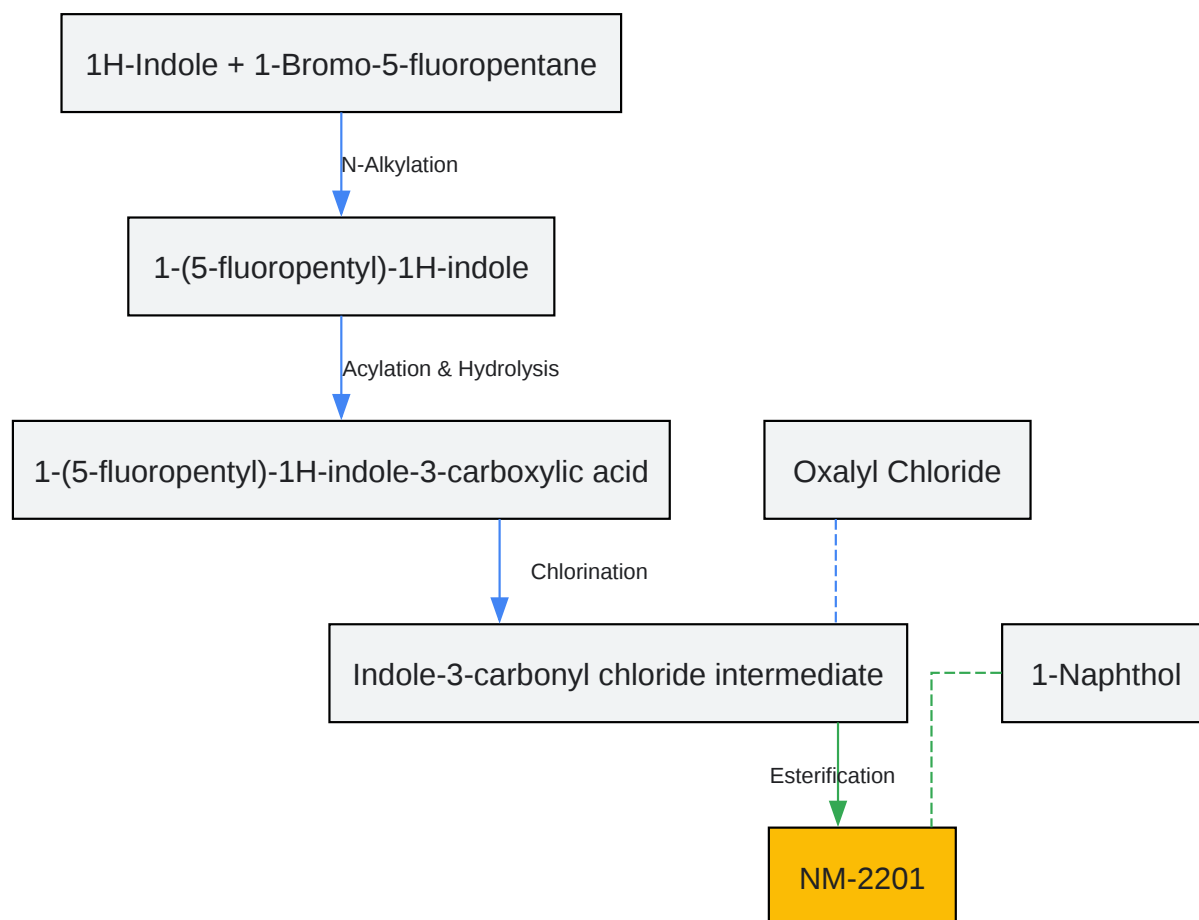 1H-Indole + 1-Bromo-5-fluoropentane
N-Alkylation
1-(5-fluoropentyl)-1H-indole
Acylation & Hydrolysis
1-(5-fluoropentyl)-1H-indole-3-carboxylic acid
Oxalyl Chloride
Chlorination
Indole-3-carbonyl chloride intermediate
1-Naphthol
Esterification
NM-2201